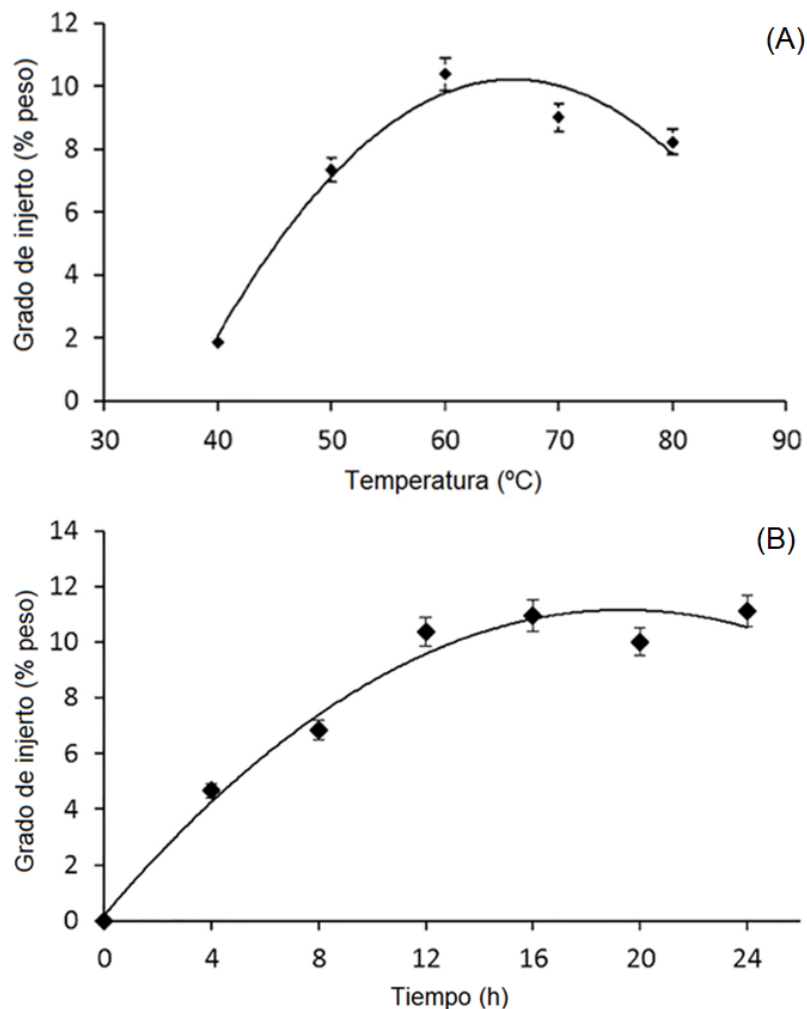 (A)
Grado de injerto (% peso)
12
10
8
6
4
2
0
30 40 50 60 70 80 90
Temperatura (ºC)
(B)
Grado de injerto (% peso)
14
12
10
8
6
4
2
0
0 4 8 12 16 20 24
Tiempo (h)